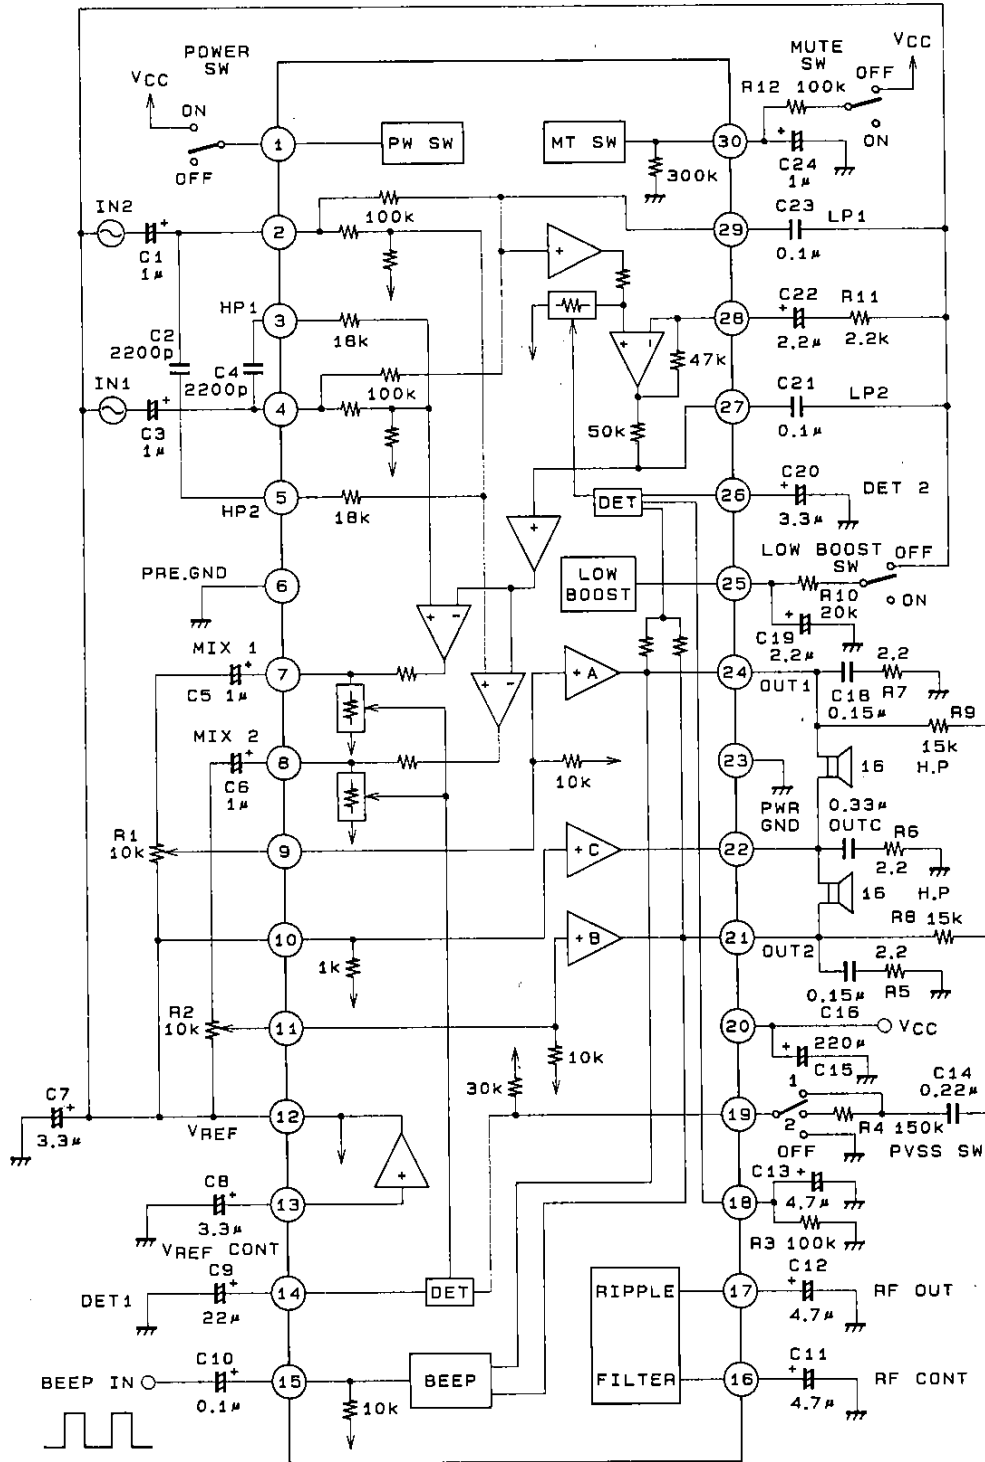 POWER
SW
VCC
ON
OFF
1
PW SW
MT SW
30
MUTE
SW
VCC
OFF
R12 100k
ON
C24
1μ
300k
IN2
C1
1μ
2
100k
29
C23
LP1
0.1μ
HP1
3
18k
28
C22
R11
2.2μ
2.2k
C2
2200p
C4
2200p
47k
IN1
C3
1μ
4
100k
27
C21
LP2
0.1μ
50k
5
HP2
18k
DET
26
C20
DET 2
3.3μ
PRE.GND
6
LOW
BOOST
25
LOW BOOST
SW
OFF
R10
20k
ON
C19
2.2μ
MIX 1
7
C5 1μ
A
24
OUT1
C18
0.15μ
2.2
R7
R9
15k
MIX 2
8
C6
1μ
10k
23
PWR
GND
16
H.P
0.33μ
OUTC
R1
10k
9
C
22
R6
2.2
H.P
16
10
1k
B
21
OUT2
R8 15k
2.2
R5
0.15μ
C16
R2
10k
11
10k
20
VCC
220μ
C15
30k
C7
3.3μ
12
VREF
19
1
2
OFF
R4 150k
C14
0.22μ
PVSS SW
C8
3.3μ
13
VREF CONT
18
C13
4.7μ
R3 100k
DET1
C9
22μ
14
DET
RIPPLE
FILTER
17
C12
4.7μ
RF OUT
BEEP IN
C10
0.1μ
15
10k
BEEP
16
C11
4.7μ
RF CONT